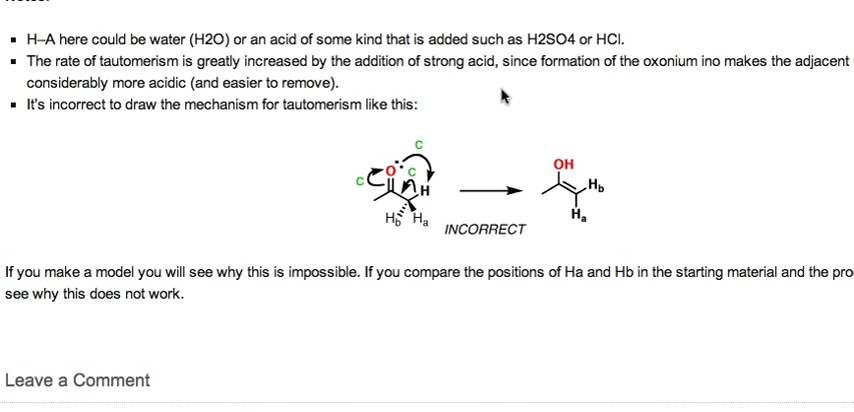 ▪ H–A here could be water (H2O) or an acid of some kind that is added such as H2SO4 or HCl.
▪ The rate of tautomerism is greatly increased by the addition of strong acid, since formation of the oxonium ino makes the adjacent
considerably more acidic (and easier to remove).
▪ It's incorrect to draw the mechanism for tautomerism like this:
C
OH
C O C
Hb
H
Hb Ha
Ha
INCORRECT
If you make a model you will see why this is impossible. If you compare the positions of Ha and Hb in the starting material and the pro
see why this does not work.
Leave a Comment